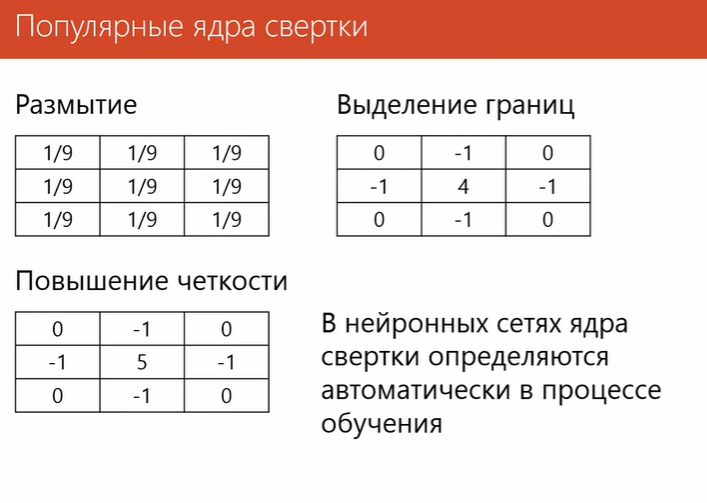 Популярные ядра свертки
Размытие
1/9 1/9 1/9
1/9 1/9 1/9
1/9 1/9 1/9
Выделение границ
0 -1 0
-1 4 -1
0 -1 0
Повышение четкости
0 -1 0
-1 5 -1
0 -1 0
В нейронных сетях ядра
свертки определяются
автоматически в процессе
обучения